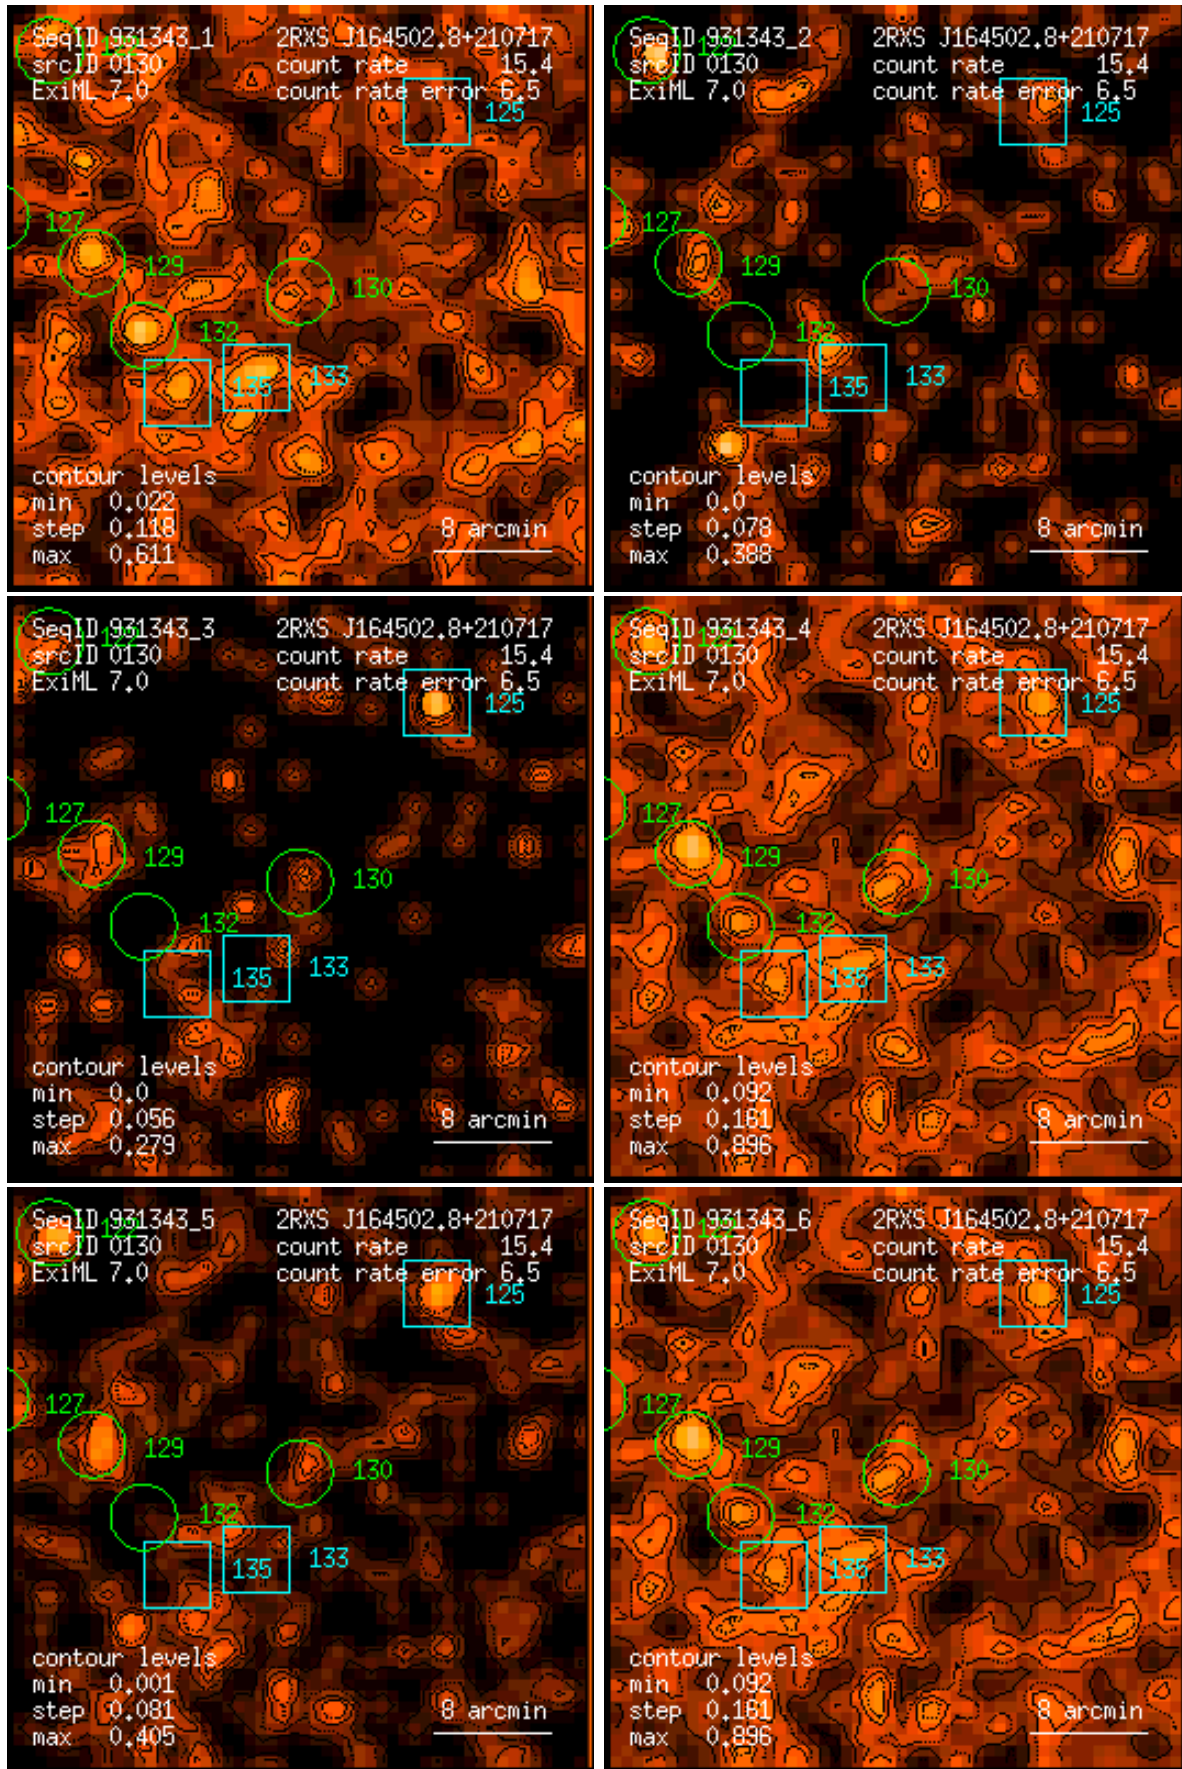 SeqID 931343_1 2RXS J164502.8+210717
122
srcID 0130 count rate 15.4
ExiML 7.0 count rate error 6.5
125
127
129
130
132
135 133
contour levels
min 0.022
step 0.118 8 arcmin
max 0.611
SeqID 931343_2 2RXS J164502.8+210717
122
srcID 0130 count rate 15.4
ExiML 7.0 count rate error 6.5
125
127
129
130
132
135 133
contour levels
min 0.0
step 0.078 8 arcmin
max 0.388
SeqID 931343_3 2RXS J164502.8+210717
122
srcID 0130 count rate 15.4
ExiML 7.0 count rate error 6.5
125
127
129
130
132
135 133
contour levels
min 0.0
step 0.056 8 arcmin
max 0.279
SeqID 931343_4 2RXS J164502.8+210717
122
srcID 0130 count rate 15.4
ExiML 7.0 count rate error 6.5
125
127
129
130
132
135 133
contour levels
min 0.092
step 0.161 8 arcmin
max 0.896
SeqID 931343_5 2RXS J164502.8+210717
122
srcID 0130 count rate 15.4
ExiML 7.0 count rate error 6.5
125
127
129
130
132
135 133
contour levels
min 0.001
step 0.081 8 arcmin
max 0.405
SeqID 931343_6 2RXS J164502.8+210717
122
srcID 0130 count rate 15.4
ExiML 7.0 count rate error 6.5
125
127
129
130
132
135 133
contour levels
min 0.092
step 0.161 8 arcmin
max 0.896